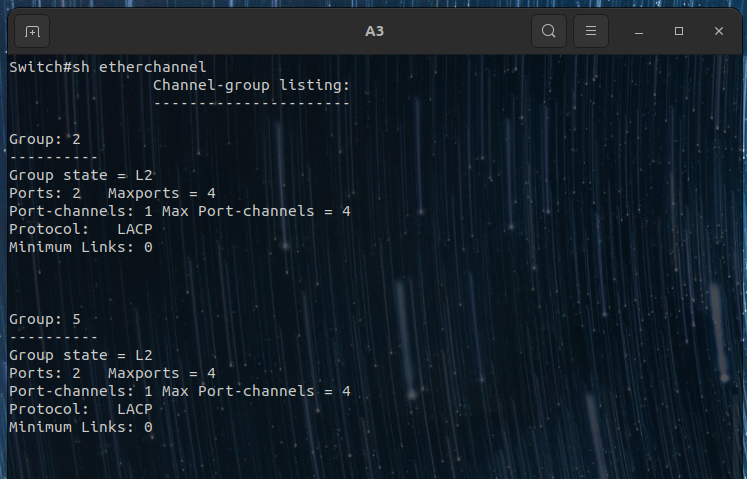 A3
Switch#sh etherchannel
Channel-group listing:
----------------------
Group: 2
----------
Group state = L2
Ports: 2   Maxports = 4
Port-channels: 1 Max Port-channels = 4
Protocol:   LACP
Minimum Links: 0
Group: 5
----------
Group state = L2
Ports: 2   Maxports = 4
Port-channels: 1 Max Port-channels = 4
Protocol:   LACP
Minimum Links: 0